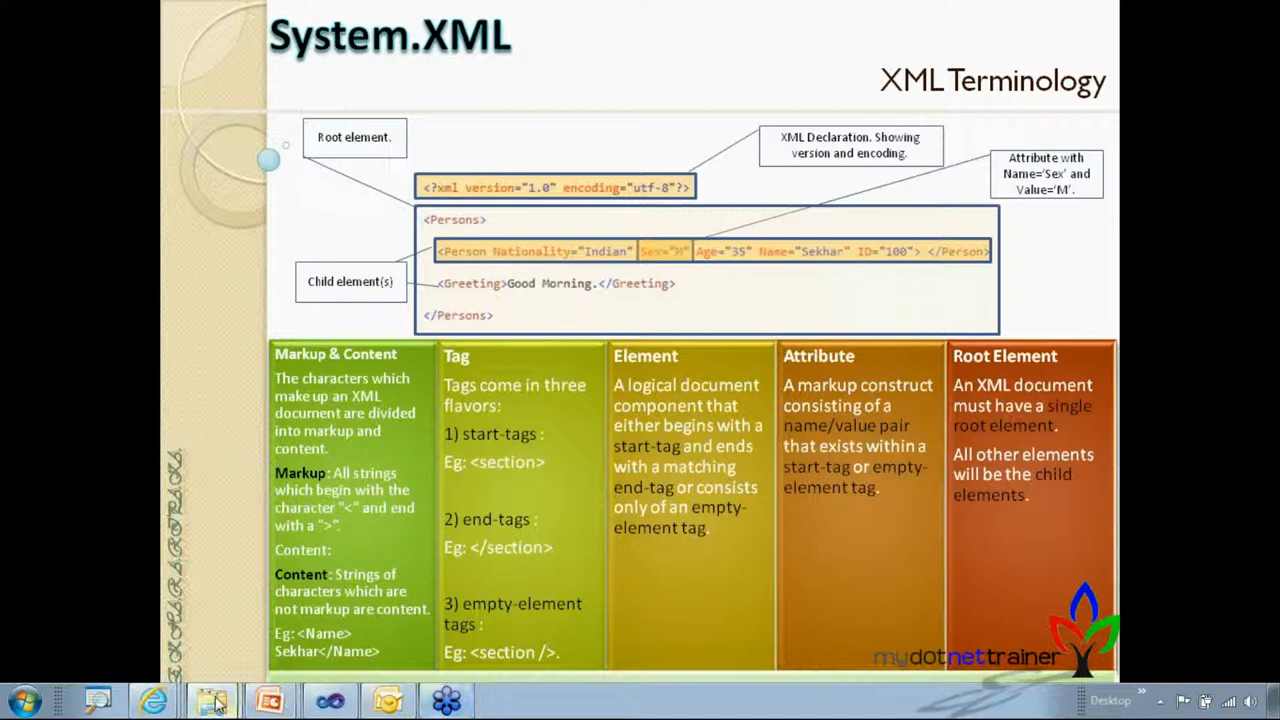 System.XML
XML Terminology
Root element.
XML Declaration. Showing
version and encoding.
Attribute with
Name='Sex' and
Value='M'.
<?xml version="1.0" encoding="utf-8"?>
<Persons>
<Person Nationality="Indian" Sex="M" Age="35" Name="Sekhar" ID="100"> </Person>
Child element(s)
<Greeting>Good Morning.</Greeting>
</Persons>
Markup & Content
The characters which
make up an XML
document are divided
into markup and
content.
Markup: All strings
which begin with the
character "<" and end
with a ">".
Content:
Content: Strings of
characters which are
not markup are content.
Eg: <Name>
Sekhar</Name>
Tag
Tags come in three
flavors:
1) start-tags :
Eg: <section>
2) end-tags :
Eg: </section>
3) empty-element
tags :
Eg: <section />.
Element
A logical document
component that
either begins with a
start-tag and ends
with a matching
end-tag or consists
only of an empty-
element tag.
Attribute
A markup construct
consisting of a
name/value pair
that exists within a
start-tag or empty-
element tag.
Root Element
An XML document
must have a single
root element.
All other elements
will be the child
elements.
mydotnettrainer
Desktop